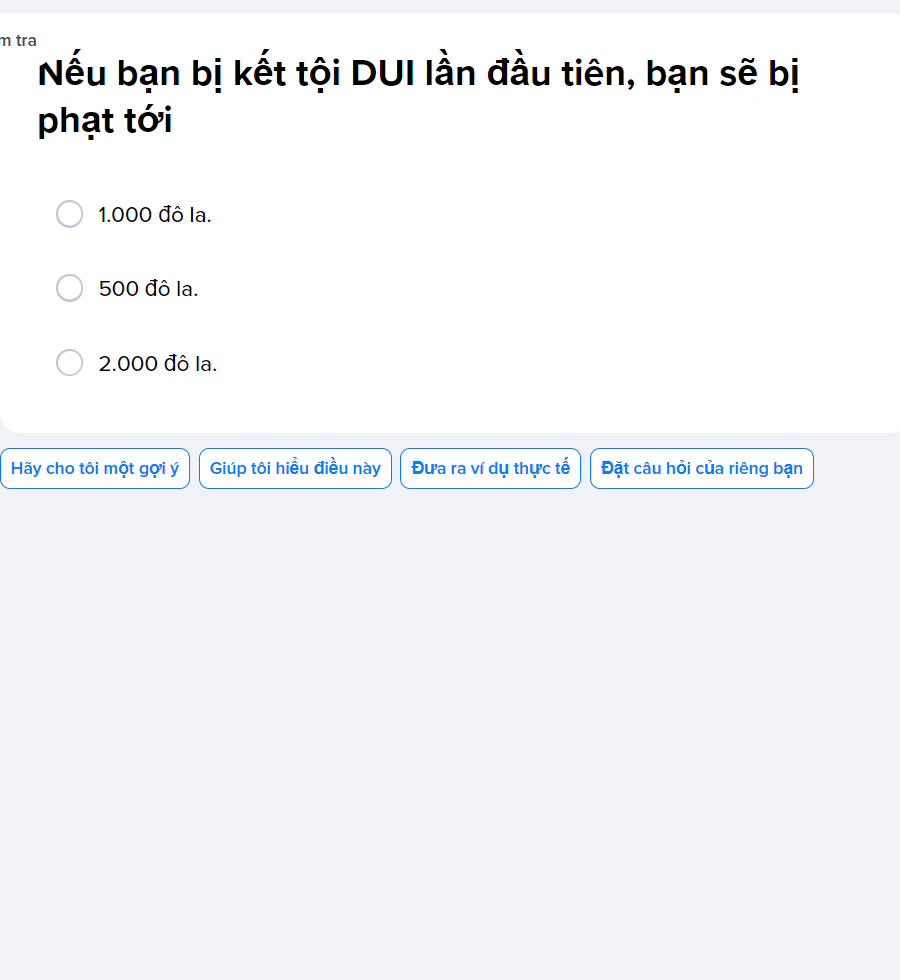 m tra
Nếu bạn bị kết tội DUI lần đầu tiên, bạn sẽ bị
phạt tới
1.000 đô la.
500 đô la.
2.000 đô la.
Hãy cho tôi một gợi ý Giúp tôi hiểu điều này Đưa ra ví dụ thực tế Đặt câu hỏi của riêng bạn